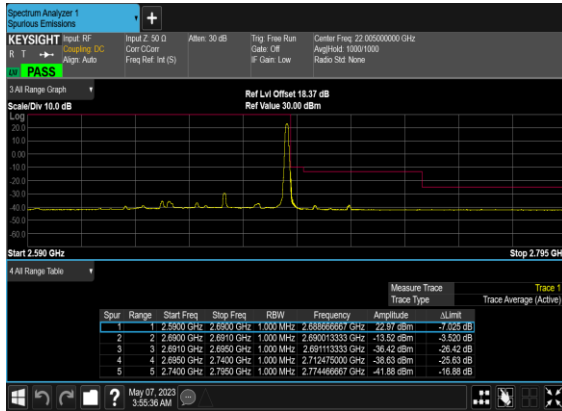 Spectrum Analyzer 1
Spurious Emissions
KEYSIGHT
R T
LU
PASS
Input: RF
Coupling: DC
Align: Auto
Input Z: 50 Ω
Corr CCorr
Freq Ref: Int (S)
Atten: 30 dB
Trig: Free Run
Gate: Off
IF Gain: Low
Center Freq: 22.005000000 GHz
Avg|Hold: 1000/1000
Radio Std: None
3 All Range Graph
Scale/Div 10.0 dB
Ref Lvl Offset 18.37 dB
Ref Value 30.00 dBm
Log
20.0
10.0
0.00
-10.0
-20.0
-30.0
-40.0
-50.0
-60.0
Start 2.590 GHz
Stop 2.795 GH
4 All Range Table
Measure Trace Trace 1
Trace Type Trace Average (Active)
Spur Range Start Freq Stop Freq RBW Frequency Amplitude ΔLimit
1 1 2.5900 GHz 2.6900 GHz 1.000 MHz 2.688666667 GHz 22.97 dBm -7.025 dB
2 2 2.6900 GHz 2.6910 GHz 1.000 MHz 2.690013333 GHz -13.52 dBm -3.520 dB
3 3 2.6910 GHz 2.6950 GHz 1.000 MHz 2.691113333 GHz -36.42 dBm -26.42 dB
4 4 2.6950 GHz 2.7400 GHz 1.000 MHz 2.712475000 GHz -38.63 dBm -25.63 dB
5 5 2.7400 GHz 2.7950 GHz 1.000 MHz 2.774466667 GHz -41.88 dBm -16.88 dB
May 07, 2023
3:55:36 AM